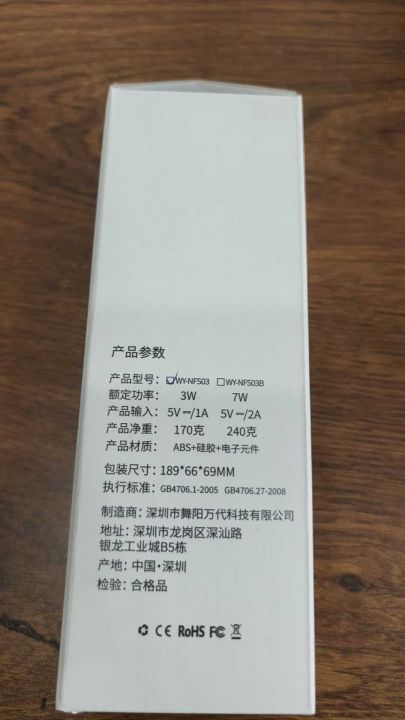 产品参数
产品型号：☑WY-NFS03 ☐WY-NFS03B
额定功率： 3W 7W
产品输入： 5V⎓/1A 5V⎓/2A
产品净重： 170克 240克
产品材质： ABS+硅胶+电子元件
包装尺寸：189*66*69MM
执行标准：GB4706.1-2005 GB4706.27-2008
制造商：深圳市舞阳万代科技有限公司
地址：深圳市龙岗区深汕路
银龙工业城B5栋
产地：中国·深圳
检验：合格品
CE RoHS FC